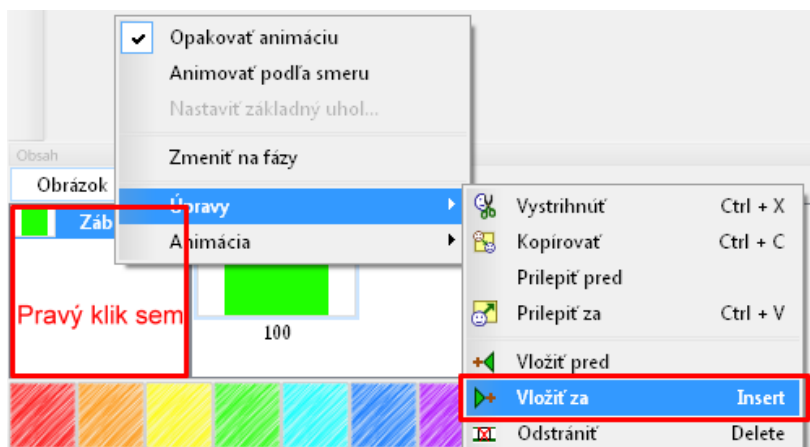 Opakovať animáciu
Animovať podľa smeru
Nastaviť základný uhol...
Zmeniť na fázy
Obsah
Obrázok
Úpravy
Záb
Animácia
Vystrihnúť Ctrl + X
Kopírovať Ctrl + C
Prilepiť pred
Pravý klik sem
Prilepiť za Ctrl + V
100
Vložiť pred
Vložiť za Insert
Odstrániť Delete